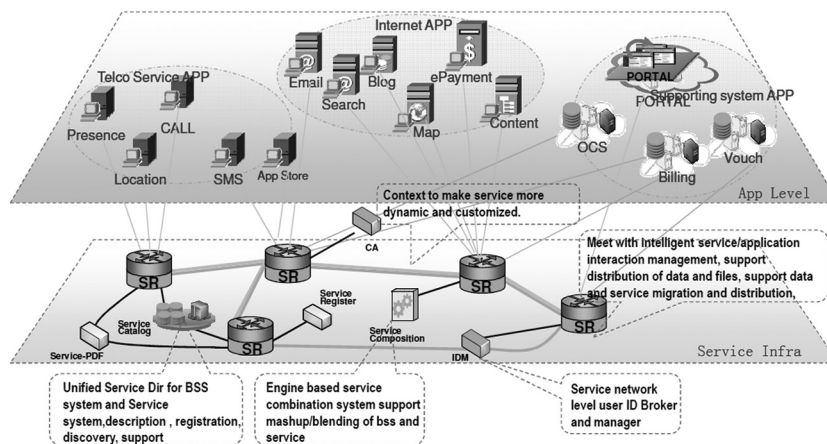 Internet APP
Telco Service APP
Email
Blog
ePayment
Search
PORTAL
PORTAL
Supporting system APP
Presence
CALL
Map
Content
OCS
Vouch
Location
SMS
App Store
Billing
App Level
Context to make service more
dynamic and customized.
CA
Meet with intelligent service/application
interaction management, support
distribution of data and files, support data
and service migration and distribution,
SR
SR
SR
SR
SR
Service
Register
Service
Catalog
Service
Composition
Service-PDF
IDM
Service Infra
Unified Service Dir for BSS
system and Service
system,description , registration,
discovery, support
Engine based service
combination system support
mashup/blending of bss and
service
Service network
level user ID Broker
and manager